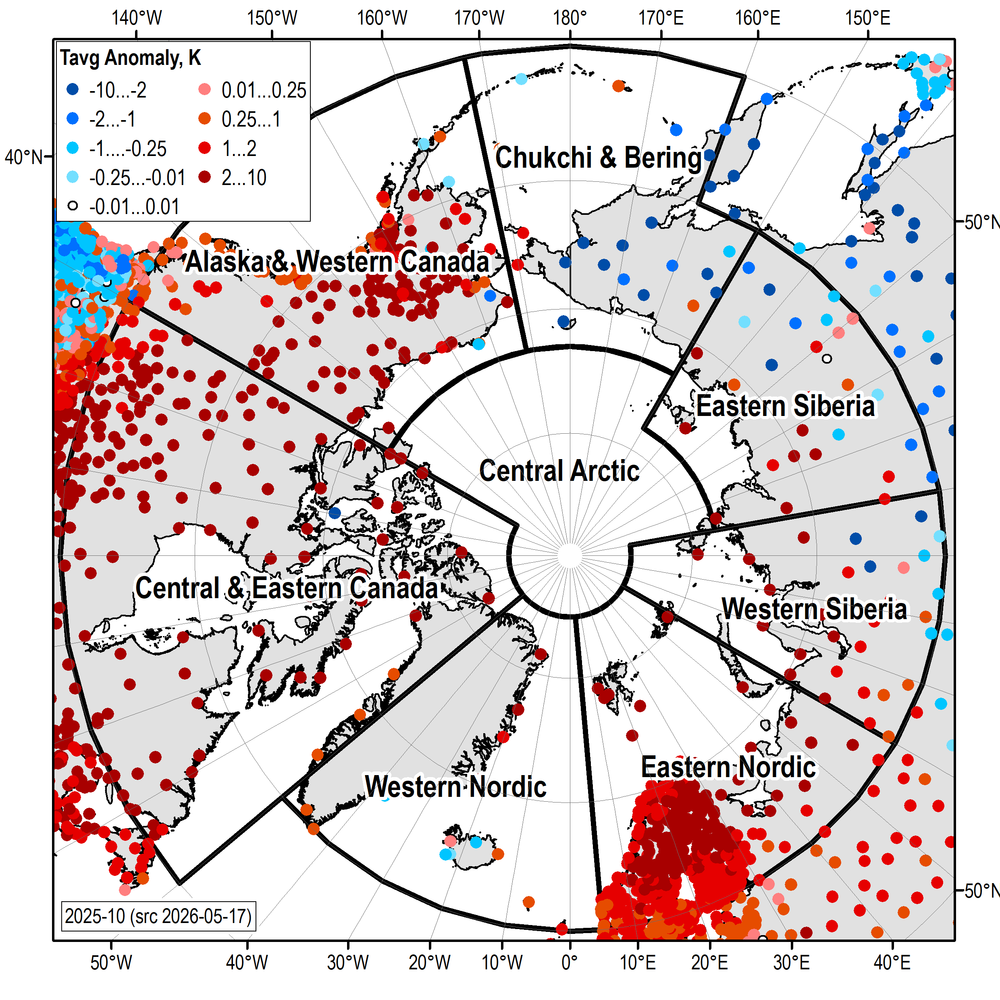 140°W 150°W 160°W 170°W 180° 170°E 160°E 150°E
Tavg Anomaly, K
-10...-2 0.01...0.25
-2...-1 0.25...1
-1....-0.25 1...2
-0.25...-0.01 2...10
-0.01...0.01
40°N
50°N
Chukchi & Bering
Alaska & Western Canada
Eastern Siberia
Central Arctic
Central & Eastern Canada
Western Siberia
Eastern Nordic
Western Nordic
50°N
2025-10 (src 2026-05-17)
50°W 40°W 30°W 20°W 10°W 0° 10°E 20°E 30°E 40°E